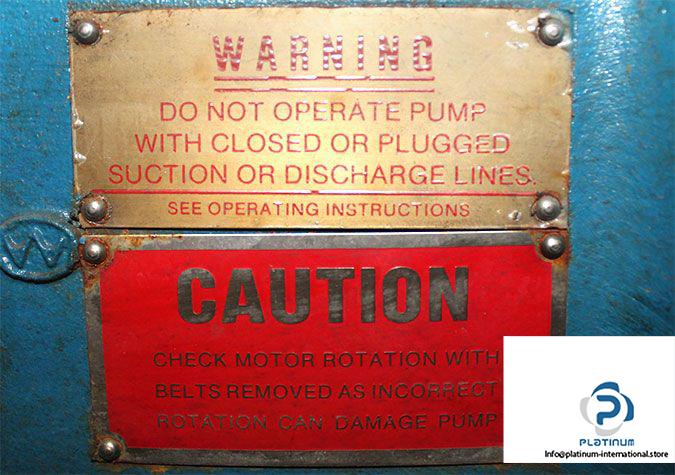 WARNING
DO NOT OPERATE PUMP
WITH CLOSED OR PLUGGED
SUCTION OR DISCHARGE LINES.
SEE OPERATING INSTRUCTIONS
W
CAUTION
CHECK MOTOR ROTATION WITH
BELTS REMOVED AS INCORRECT
ROTATION CAN DAMAGE PUMP
PLATINUM
Info@platinum-international.store